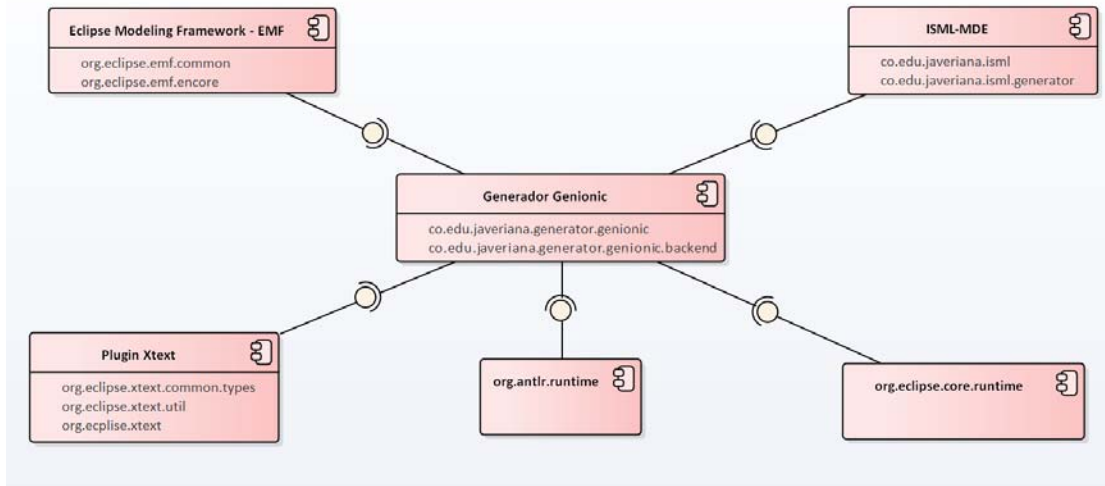 Eclipse Modeling Framework - EMF
org.eclipse.emf.common
org.eclipse.emf.encore
ISML-MDE
co.edu.javeriana.isml
co.edu.javeriana.isml.generator
Generador Genionic
co.edu.javeriana.generator.genionic
co.edu.javeriana.generator.genionic.backend
Plugin Xtext
org.eclipse.xtext.common.types
org.eclipse.xtext.util
org.ecplise.xtext
org.antlr.runtime
org.eclipse.core.runtime